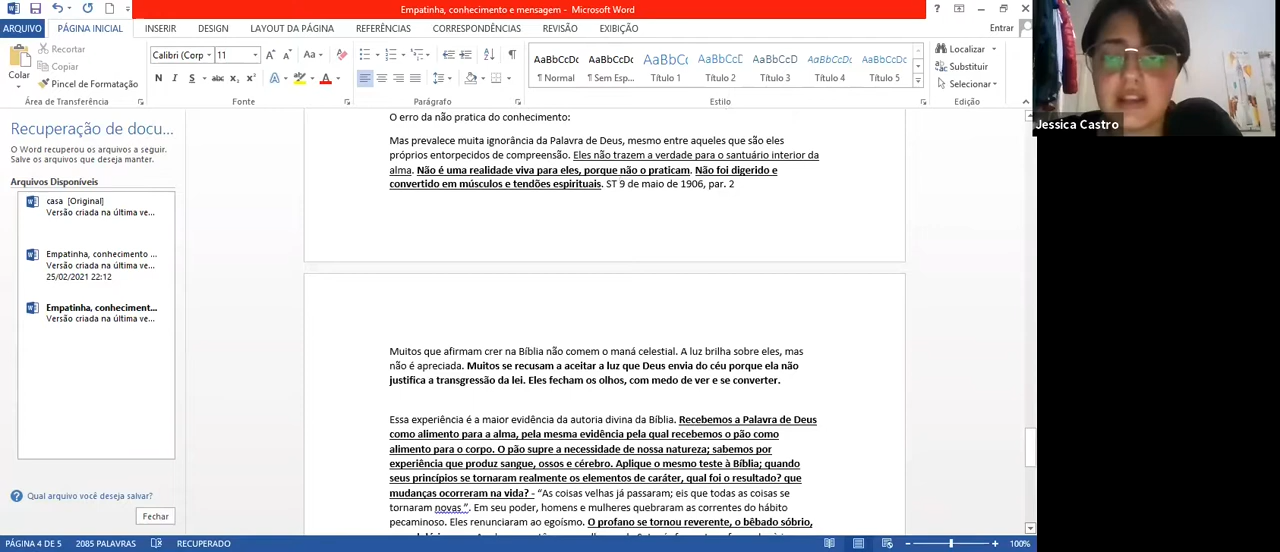 Empatinha, conhecimento e mensagem - Microsoft Word
ARQUIVO PÁGINA INICIAL INSERIR DESIGN LAYOUT DA PÁGINA REFERÊNCIAS CORRESPONDÊNCIAS REVISÃO EXIBIÇÃO Entrar
Colar
Recortar
Copiar
Pincel de Formatação
Calibri (Corp 11
N I S abc x₂ x²
AaBbCcDc AaBbCcDc AaBbCc AaBbCcE AaBbCcD AaBbCcDc AaBbCcDc
¶ Normal ¶ Sem Esp... Título 1 Título 2 Título 3 Título 4 Título 5
Localizar
Substituir
Selecionar
Área de Transferência Fonte Parágrafo Estilo Edição
Jessica Castro
Recuperação de docu...
O Word recuperou os arquivos a seguir.
Salve os arquivos que deseja manter.
Arquivos Disponíveis
casa [Original]
Versão criada na última ve...
Empatinha, conhecimento ...
Versão criada na última ve...
25/02/2021 22:12
Empatinha, conheciment...
Versão criada na última ve...
Qual arquivo você deseja salvar?
Fechar
O erro da não pratica do conhecimento:
Mas prevalece muita ignorância da Palavra de Deus, mesmo entre aqueles que são eles
próprios entorpecidos de compreensão. Eles não trazem a verdade para o santuário interior da
alma. Não é uma realidade viva para eles, porque não o praticam. Não foi digerido e
convertido em músculos e tendões espirituais. ST 9 de maio de 1906, par. 2
Muitos que afirmam crer na Bíblia não comem o maná celestial. A luz brilha sobre eles, mas
não é apreciada. Muitos se recusam a aceitar a luz que Deus envia do céu porque ela não
justifica a transgressão da lei. Eles fecham os olhos, com medo de ver e se converter.
Essa experiência é a maior evidência da autoria divina da Bíblia. Recebemos a Palavra de Deus
como alimento para a alma, pela mesma evidência pela qual recebemos o pão como
alimento para o corpo. O pão supre a necessidade de nossa natureza; sabemos por
experiência que produz sangue, ossos e cérebro. Aplique o mesmo teste à Bíblia; quando
seus princípios se tornaram realmente os elementos de caráter, qual foi o resultado? que
mudanças ocorreram na vida? - “As coisas velhas já passaram; eis que todas as coisas se
tornaram novas ”. Em seu poder, homens e mulheres quebraram as correntes do hábito
pecaminoso. Eles renunciaram ao egoísmo. O profano se tornou reverente, o bêbado sóbrio,
PÁGINA 4 DE 5 2085 PALAVRAS RECUPERADO 100%